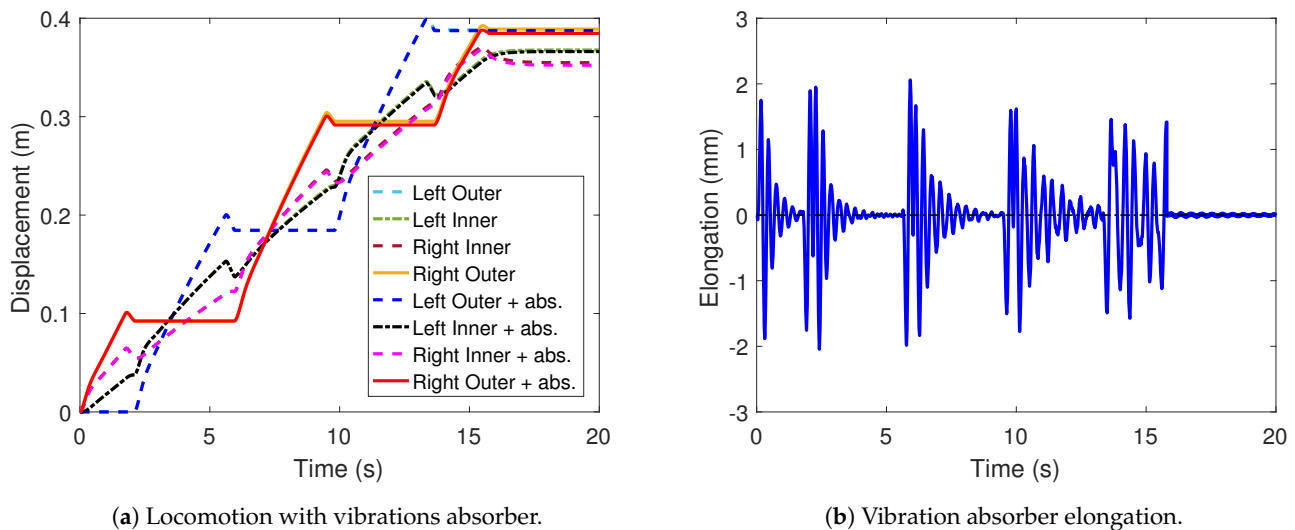 0.4
0.3
0.2
0.1
0
Displacement (m)
0
5
10
15
20
Time (s)
Left Outer
Left Inner
Right Inner
Right Outer
Left Outer + abs.
Left Inner + abs.
Right Inner + abs.
Right Outer + abs.
(a) Locomotion with vibrations absorber.
3
2
1
0
-1
-2
-3
Elongation (mm)
0
5
10
15
20
Time (s)
(b) Vibration absorber elongation.